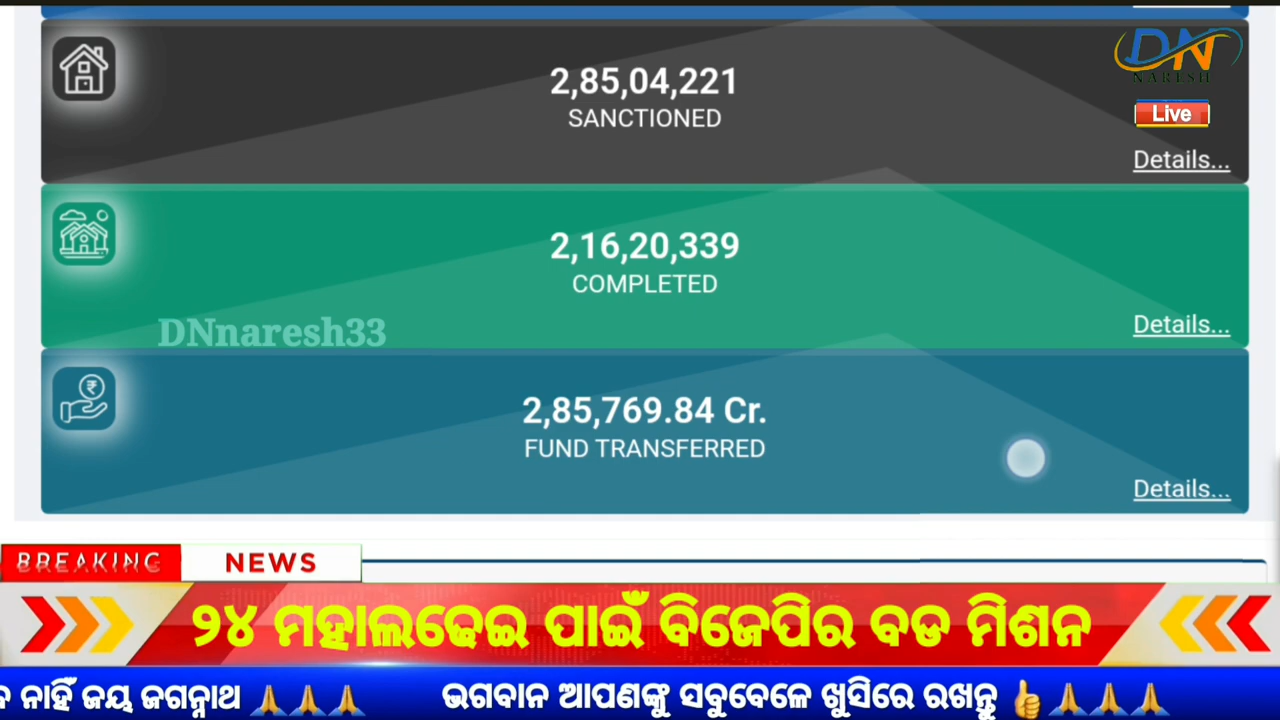 DN
NARESH
Live
2,85,04,221
SANCTIONED
Details...
2,16,20,339
COMPLETED
Details...
DNnaresh33
2,85,769.84 Cr.
FUND TRANSFERRED
Details...
BREAKING NEWS
୨୪ ମହାଲଢେଇ ପାଇଁ ବିଜେପିର ବଡ ମିଶନ
ନାହିଁ ଜୟ ଜଗନ୍ନାଥ 🙏🙏🙏 ଭଗବାନ ଆପଣଙ୍କୁ ସବୁବେଳେ ଖୁସିରେ ରଖନ୍ତୁ 👍🙏🙏🙏